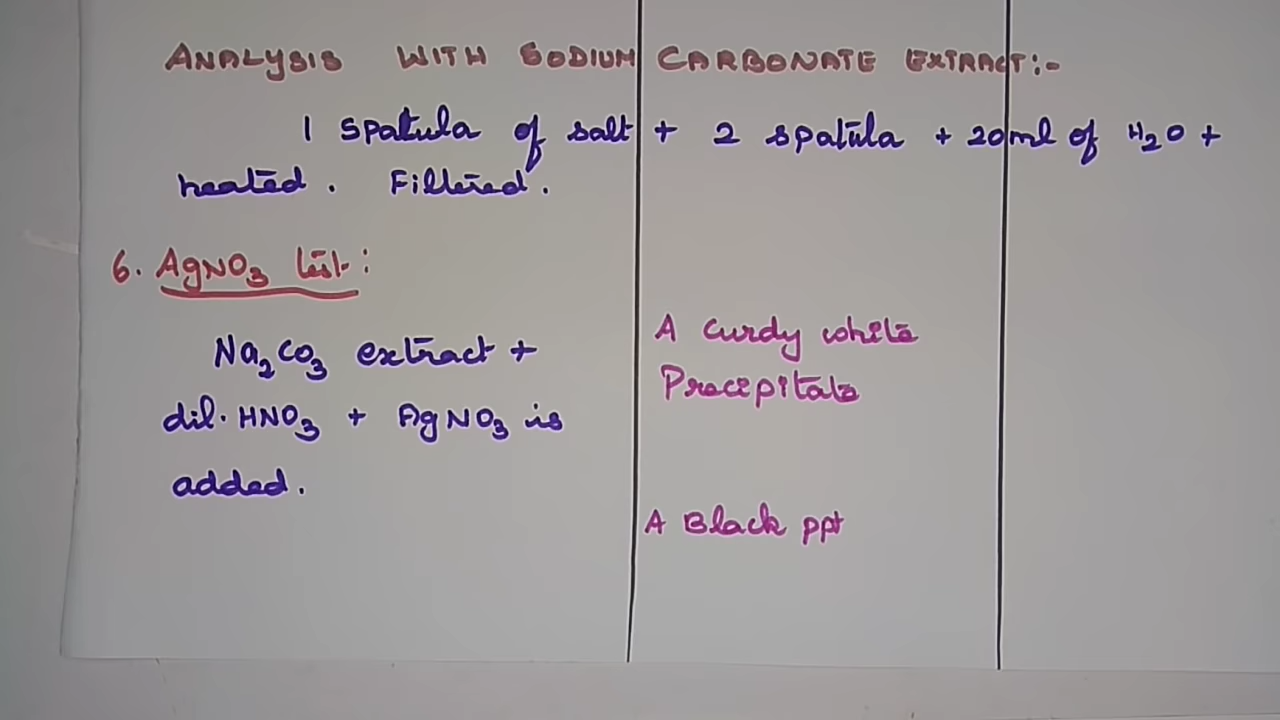 ANALYSIS WITH SODIUM CARBONATE EXTRACT:-
1 spatula of salt + 2 spatula + 20ml of H2O +
heated. Filtered.
6. AgNO3 test:
Na2CO3 extract +
dil. HNO3 + AgNO3 is
added.
A curdy white
Precipitate
A Black ppt